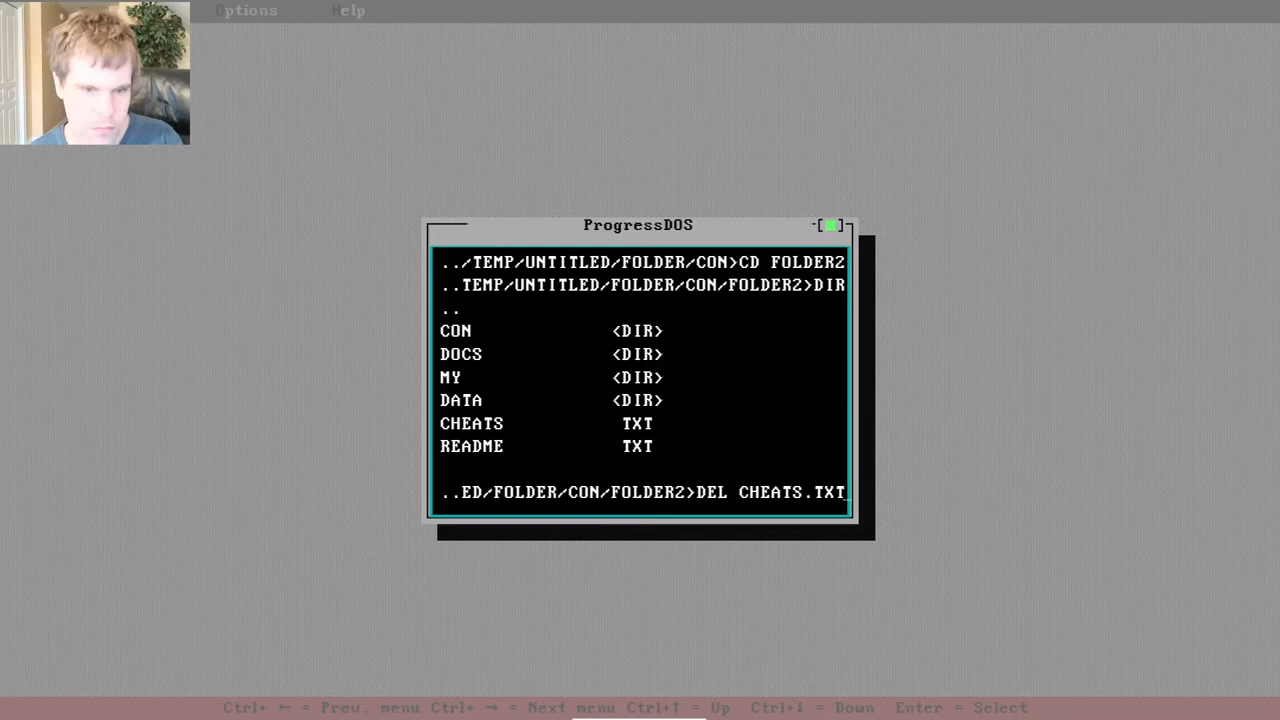 Options Help
ProgressDOS
../TEMP/UNTITLED/FOLDER/CON>CD FOLDER2
..TEMP/UNTITLED/FOLDER/CON/FOLDER2>DIR
..
CON <DIR>
DOCS <DIR>
MY <DIR>
DATA <DIR>
CHEATS TXT
README TXT
..ED/FOLDER/CON/FOLDER2>DEL CHEATS.TXT_
Ctrl+ ← = Prev. menu Ctrl+ → = Next menu Ctrl+↑ = Up Ctrl+↓ = Down Enter = Select